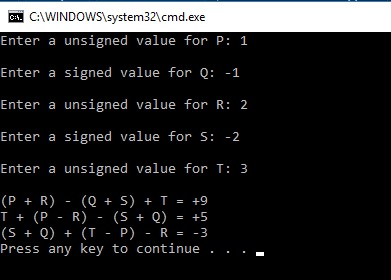 C:\WINDOWS\system32\cmd.exe
Enter a unsigned value for P: 1
Enter a signed value for Q: -1
Enter a unsigned value for R: 2
Enter a signed value for S: -2
Enter a unsigned value for T: 3
(P + R) - (Q + S) + T = +9
T + (P - R) - (S + Q) = +5
(S + Q) + (T - P) - R = -3
Press any key to continue . . .